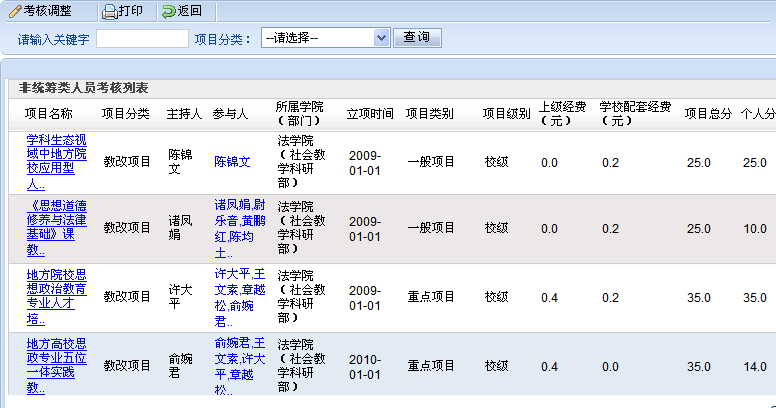 考核调整 打印 返回
请输入关键字 项目分类： --请选择-- 查 询
非统筹类人员考核列表
项目名称 项目分类 主持人 参与人 所属学院（部门） 立项时间 项目类别 项目级别 上级经费（元） 学校配套经费（元） 项目总分 个人分
学科生态视域中地方院校应用型人.. 教改项目 陈锦文 陈锦文 法学院（社会教学科研部） 2009-01-01 一般项目 校级 0.0 0.2 25.0 25.0
《思想道德修养与法律基础》课教.. 教改项目 诸凤娟 诸凤娟,尉乐音,黄鹏红,陈均土.. 法学院（社会教学科研部） 2009-01-01 一般项目 校级 0.0 0.2 25.0 10.0
地方院校思想政治教育专业人才培.. 教改项目 许大平 许大平,王文素,章越松,俞婉君.. 法学院（社会教学科研部） 2009-01-01 重点项目 校级 0.4 0.2 35.0 35.0
地方高校思政专业五位一体实践教.. 教改项目 俞婉君 俞婉君,王文素,许大平,章越松.. 法学院（社会教学科研部） 2010-01-01 重点项目 校级 0.4 0.0 35.0 14.0